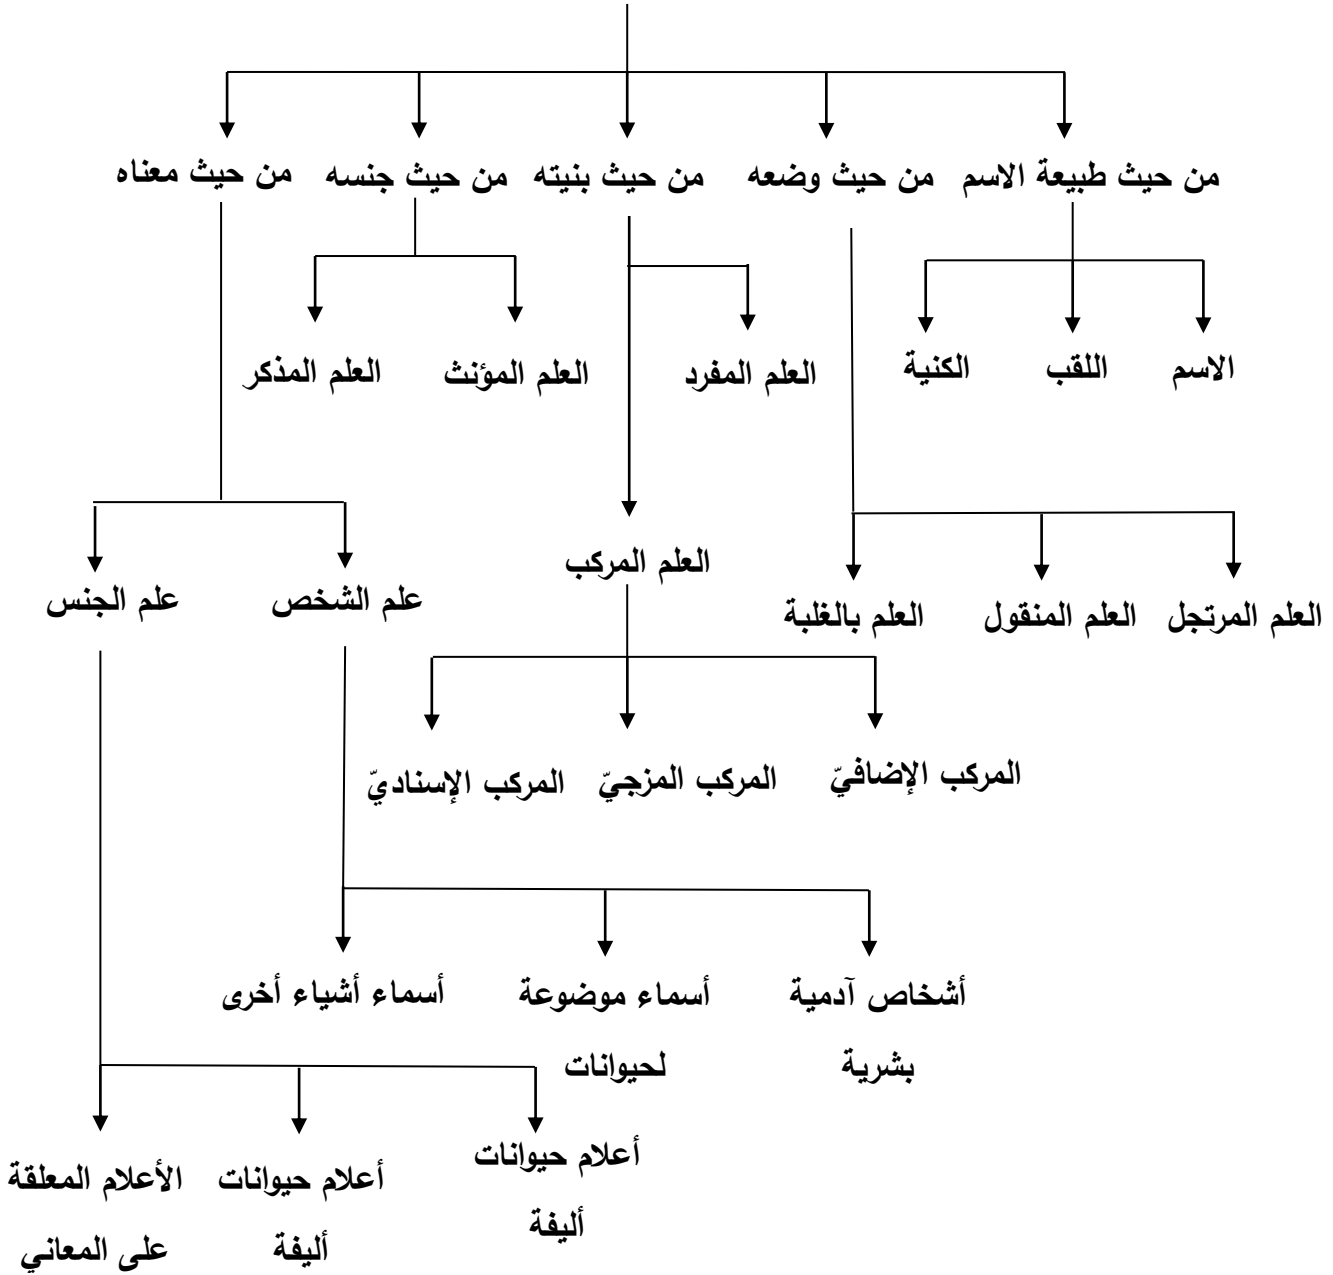 من حيث طبيعة الاسم
من حيث وضعه
من حيث بنيته
من حيث جنسه
من حيث معناه
الاسم
اللقب
الكنية
العلم المفرد
العلم المؤنث
العلم المذكر
العلم المركب
علم الشخص
علم الجنس
العلم المرتجل
العلم المنقول
العلم بالغلبة
المركب الإضافيّ
المركب المزجيّ
المركب الإسناديّ
أشخاص آدمية
بشرية
أسماء موضوعة
لحيوانات
أسماء أشياء أخرى
أعلام حيوانات
أليفة
أعلام حيوانات
أليفة
الأعلام المعلقة
على المعاني